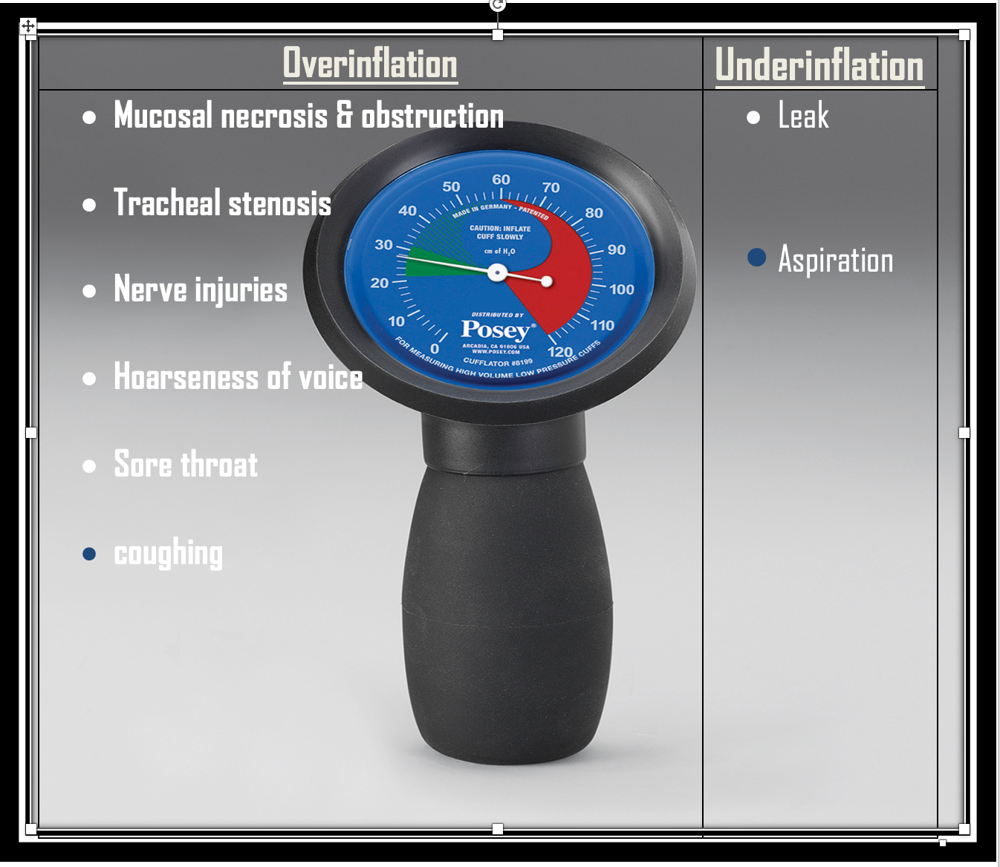 Overinflation
Underinflation
Mucosal necrosis & obstruction
Tracheal stenosis
Nerve injuries
Hoarseness of voice
Sore throat
coughing
Leak
Aspiration
0
10
20
30
40
50
60
70
80
90
100
110
120
MADE IN GERMANY - PATENTED
CAUTION: INFLATE
CUFF SLOWLY
cm of H₂O
DISTRIBUTED BY
Posey®
ARCADIA, CA 91006 USA
WWW.POSEY.COM
CUFFLATOR #8199
FOR MEASURING HIGH VOLUME LOW PRESSURE CUFFS